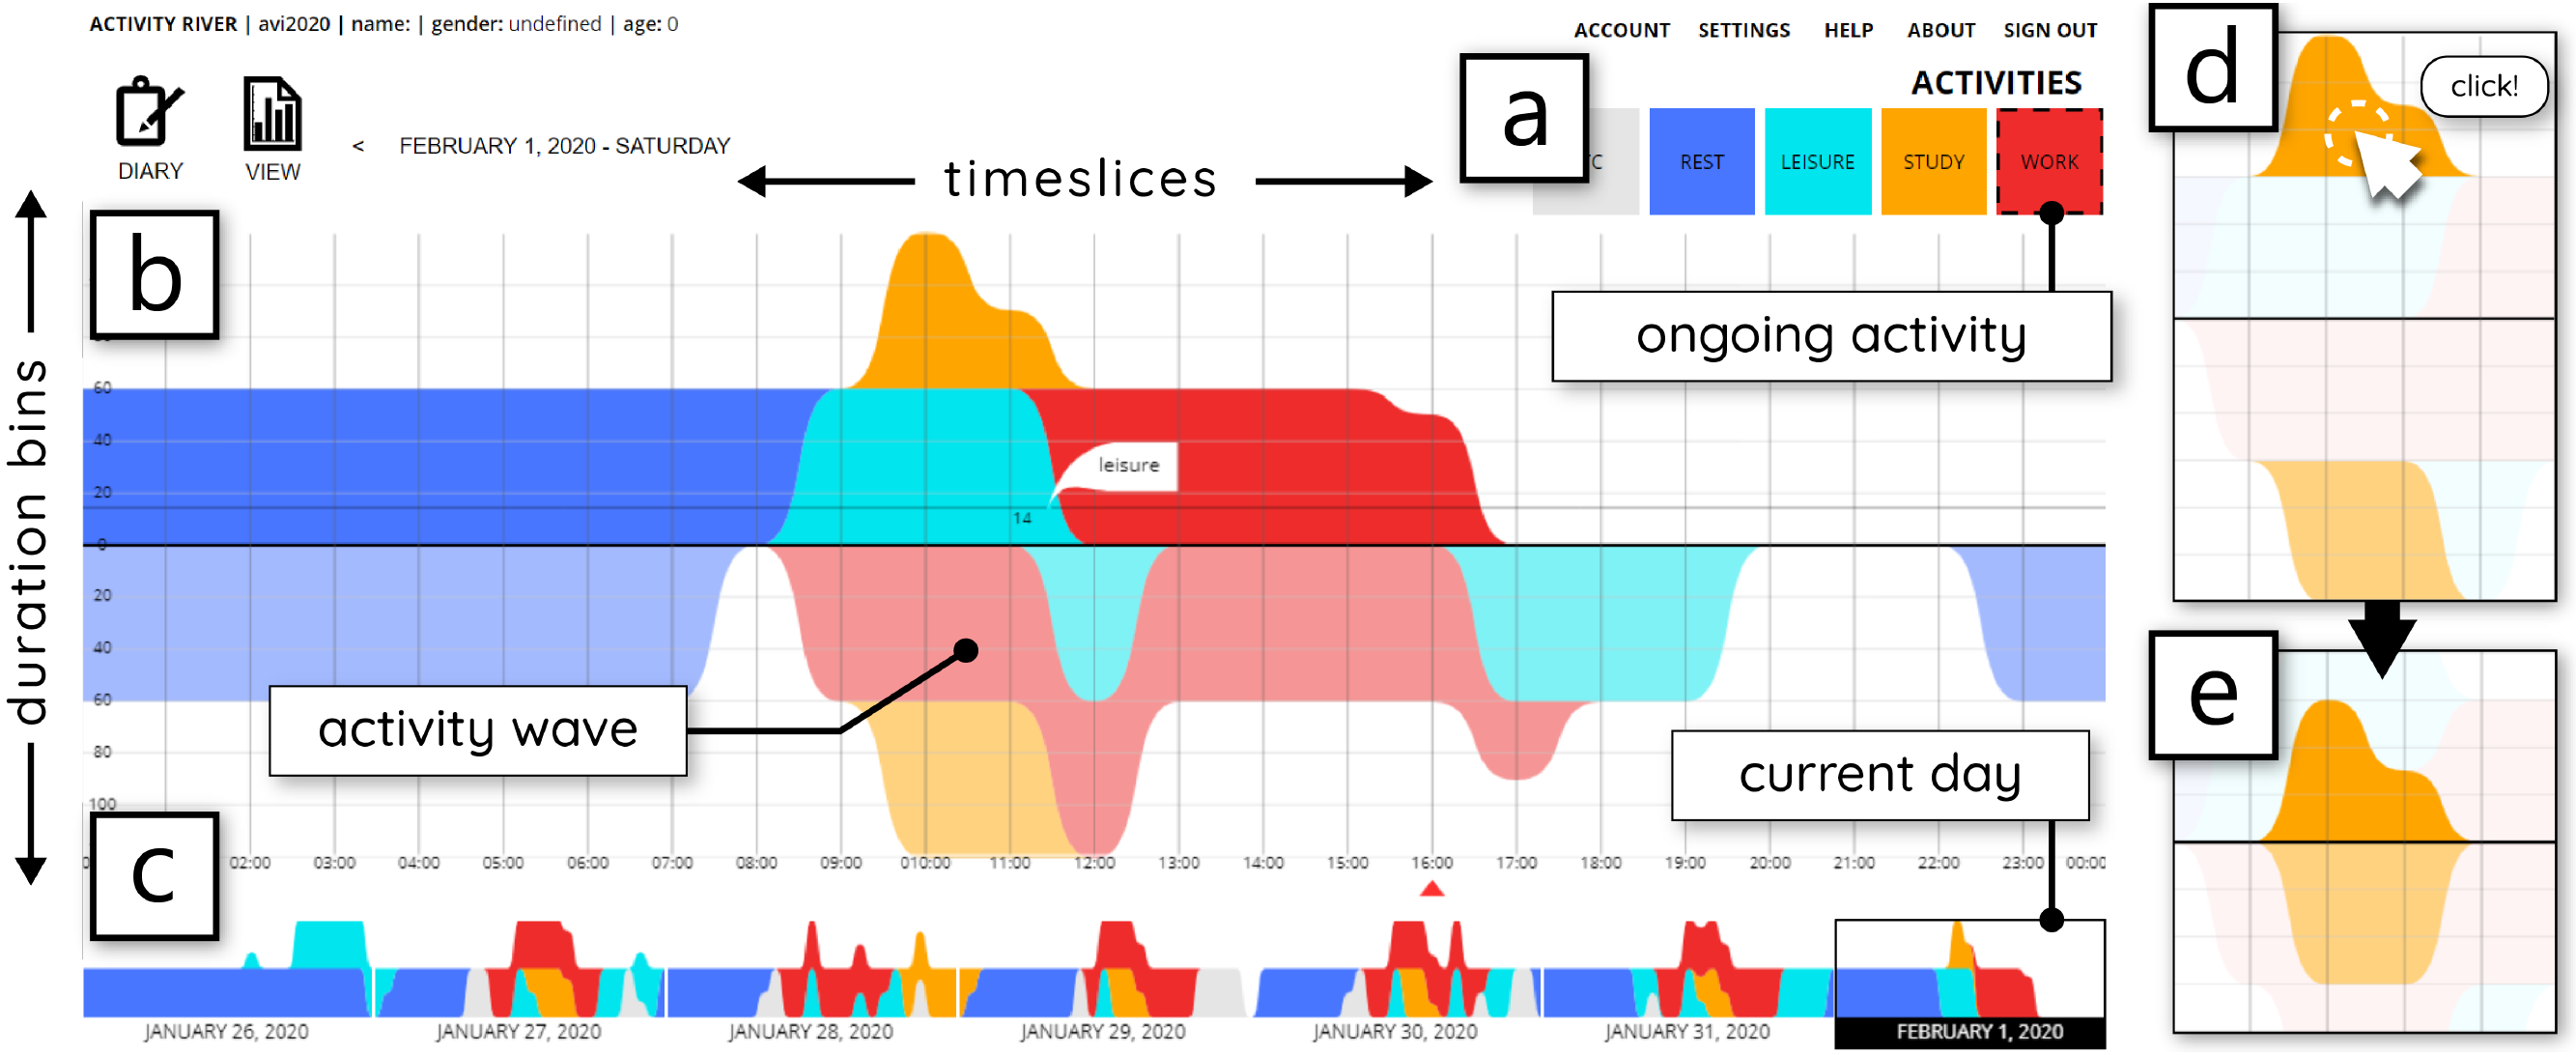 ACTIVITY RIVER | avi2020 | name: | gender: undefined | age: 0
ACCOUNT SETTINGS HELP ABOUT SIGN OUT
DIARY
VIEW
< FEBRUARY 1, 2020 - SATURDAY
timeslices
a
ACTIVITIES
REST
LEISURE
STUDY
WORK
ongoing activity
duration bins
b
60
40
20
0
20
40
60
80
100
leisure
14
activity wave
current day
02:00 03:00 04:00 05:00 06:00 07:00 08:00 09:00 010:00 11:00 12:00 13:00 14:00 15:00 16:00 17:00 18:00 19:00 20:00 21:00 22:00 23:00 00:00
c
JANUARY 26, 2020
JANUARY 27, 2020
JANUARY 28, 2020
JANUARY 29, 2020
JANUARY 30, 2020
JANUARY 31, 2020
FEBRUARY 1, 2020
d
click!
e